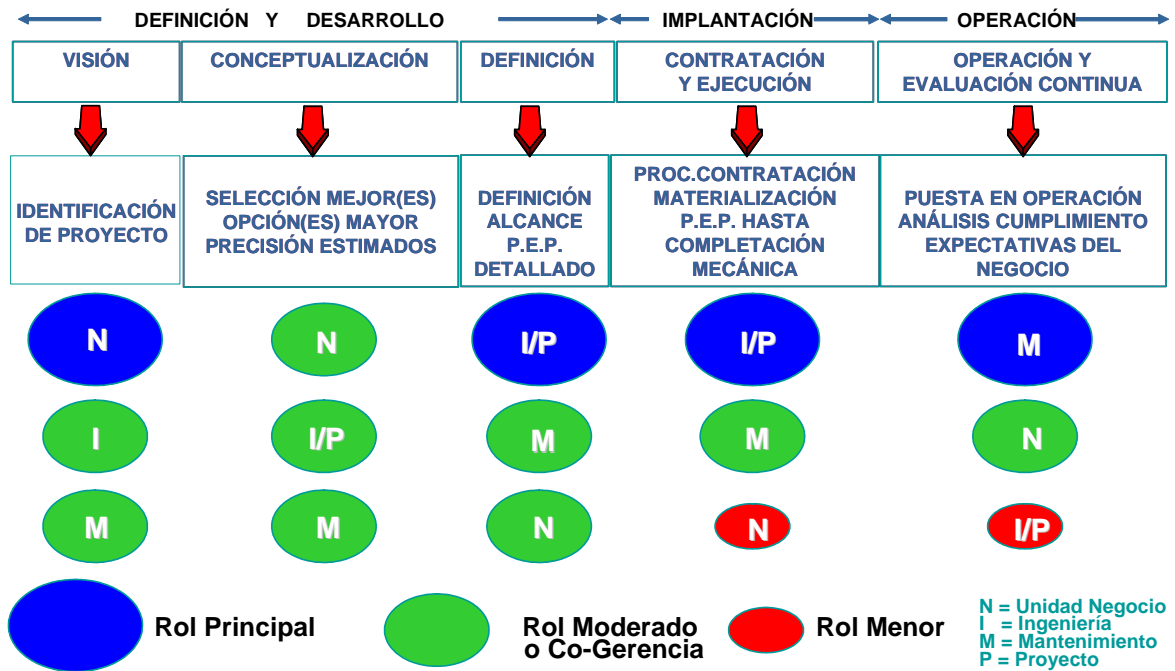 DEFINICIÓN Y DESARROLLO
IMPLANTACIÓN
OPERACIÓN
VISIÓN
CONCEPTUALIZACIÓN
DEFINICIÓN
CONTRATACIÓN
Y EJECUCIÓN
OPERACIÓN Y
EVALUACIÓN CONTINUA
IDENTIFICACIÓN
DE PROYECTO
SELECCIÓN MEJOR(ES)
OPCIÓN(ES) MAYOR
PRECISIÓN ESTIMADOS
DEFINICIÓN
ALCANCE
P.E.P.
DETALLADO
PROC.CONTRATACIÓN
MATERIALIZACIÓN
P.E.P. HASTA
COMPLETACIÓN
MECÁNICA
PUESTA EN OPERACIÓN
ANÁLISIS CUMPLIMIENTO
EXPECTATIVAS DEL
NEGOCIO
N
N
I/P
I/P
M
I
I/P
M
M
N
M
M
N
N
I/P
Rol Principal
Rol Moderado
o Co-Gerencia
Rol Menor
N = Unidad Negocio
I = Ingeniería
M = Mantenimiento
P = Proyecto